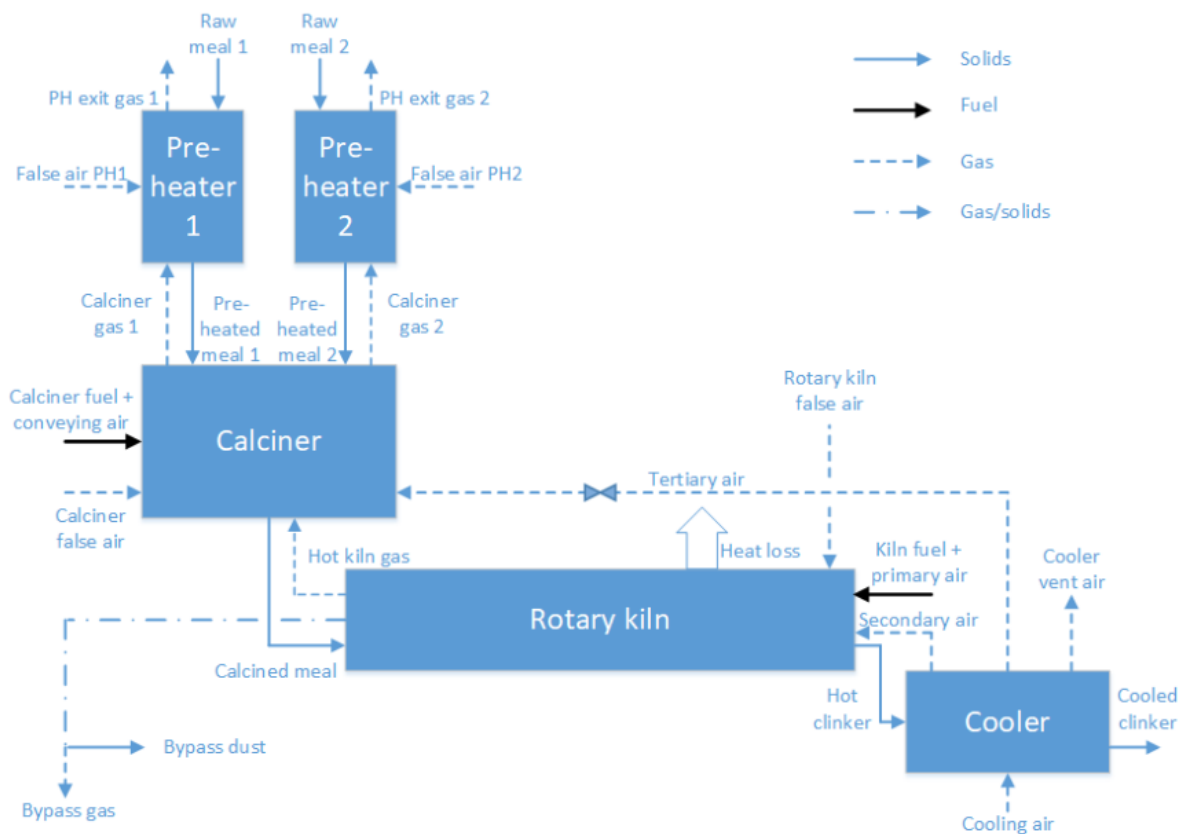 Raw
meal 1
Raw
meal 2
Solids
PH exit gas 1
PH exit gas 2
Fuel
Pre-
heater
1
Pre-
heater
2
False air PH1
False air PH2
Gas
Gas/solids
Calciner
gas 1
Pre-
heated
meal 1
Pre-
heated
meal 2
Calciner
gas 2
Calciner fuel +
conveying air
Calciner
Rotary kiln
false air
Tertiary air
Calciner
false air
Hot kiln gas
Heat loss
Kiln fuel +
primary air
Cooler
vent air
Rotary kiln
Secondary air
Calcined meal
Hot
clinker
Cooler
Cooled
clinker
Bypass dust
Bypass gas
Cooling air